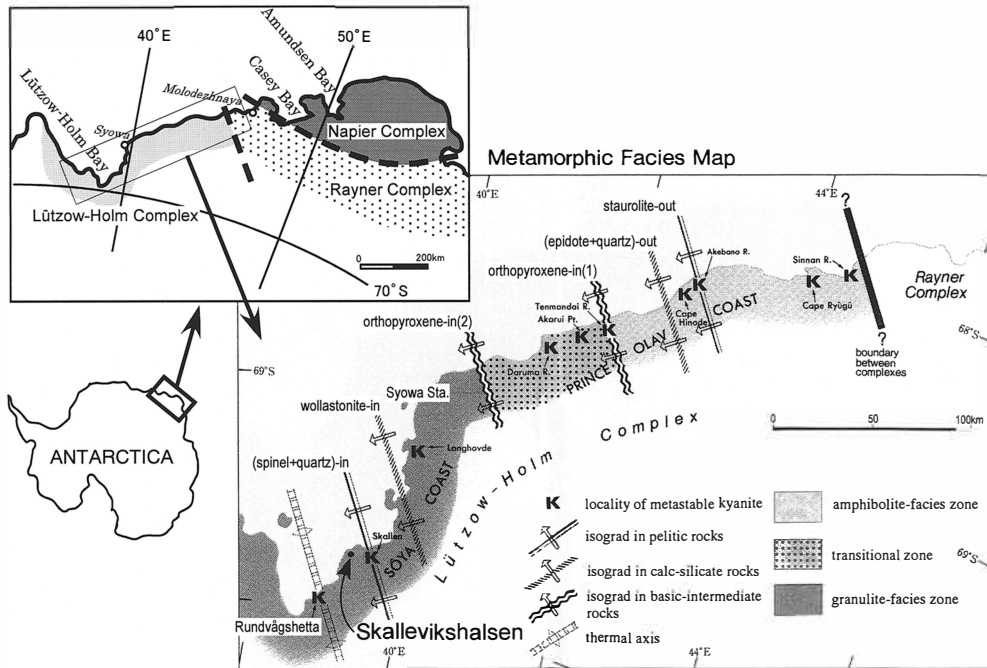 40°E
50°E
Amundsen Bay
Casey Bay
Lützow-Holm Bay
Molodezhnaya
Syowa
Napier Complex
Rayner Complex
Lützow-Holm Complex
0 200km
70°S
Metamorphic Facies Map
40°E
44°E
staurolite-out
(epidote+quartz)-out
Akebono R.
Sinnan R.
?
Rayner
Complex
orthopyroxene-in(1)
Tenmondai R.
Akarui Pt.
K K K K K K K
Cape Hinode
Cape Ryûgû
COAST
OLAV
PRINCE
orthopyroxene-in(2)
Daruma R.
68°S
?
boundary
between
complexes
69°S
Syowa Sta.
wollastonite-in
0 50 100km
Complex
Lützow-Holm
K
Langhovde
(spinel+quartz)-in
COAST
SÔYA
ANTARCTICA
K
Skallen
K
Rundvågshetta
Skallevikshalsen
K locality of metastable kyanite
isograd in pelitic rocks
isograd in calc-silicate rocks
isograd in basic-intermediate
rocks
thermal axis
amphibolite-facies zone
transitional zone
granulite-facies zone
69°S
40°E
44°E